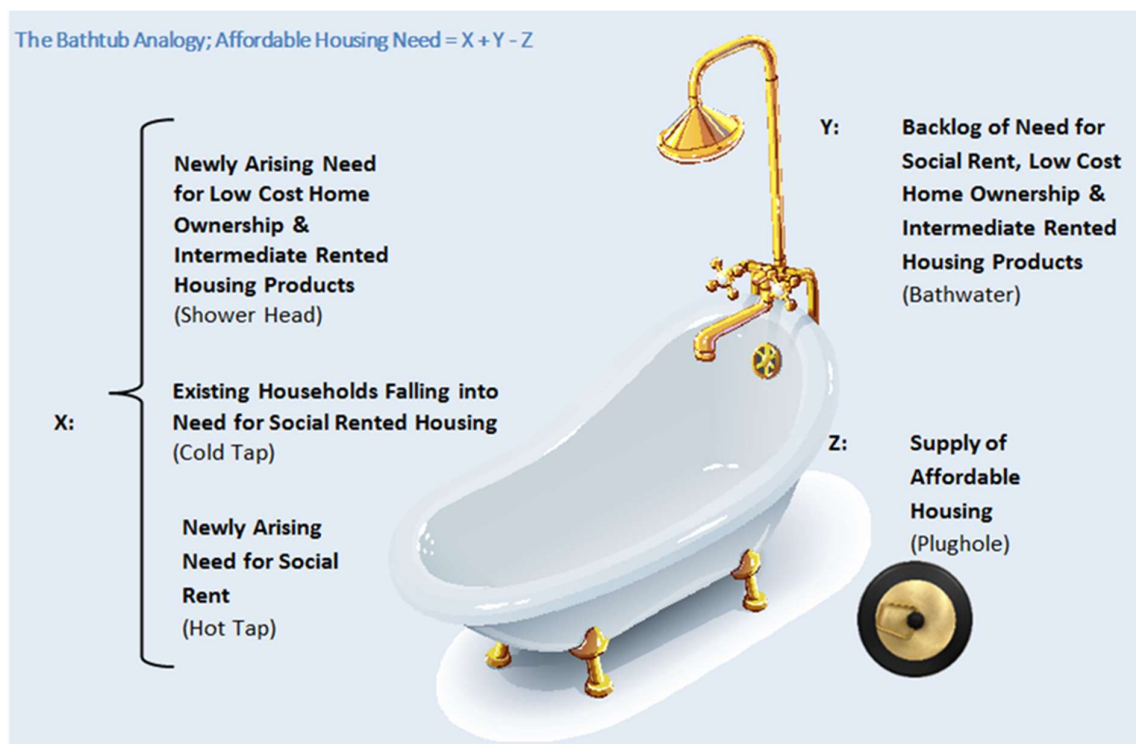 The Bathtub Analogy; Affordable Housing Need = X + Y - Z
X:
Newly Arising Need
for Low Cost Home
Ownership &
Intermediate Rented
Housing Products
(Shower Head)
Existing Households Falling into
Need for Social Rented Housing
(Cold Tap)
Newly Arising
Need for Social
Rent
(Hot Tap)
Y:
Backlog of Need for
Social Rent, Low Cost
Home Ownership &
Intermediate Rented
Housing Products
(Bathwater)
Z:
Supply of
Affordable
Housing
(Plughole)